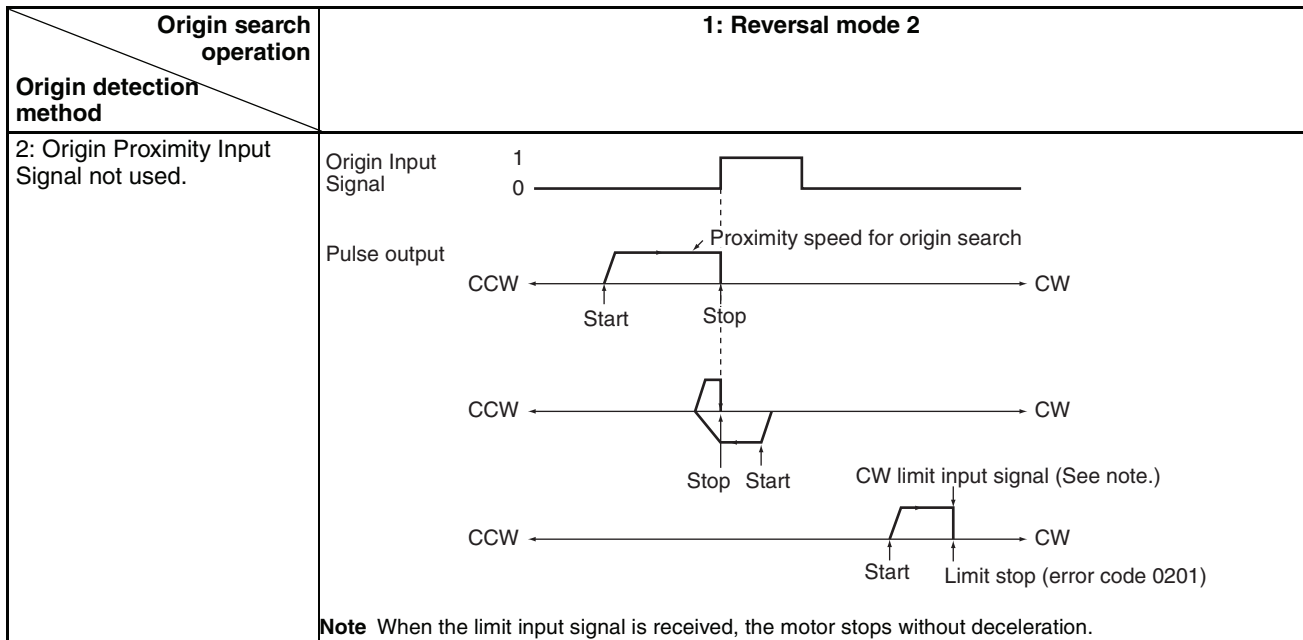 Origin search
operation
1: Reversal mode 2
Origin detection
method
2: Origin Proximity Input
Signal not used.
Origin Input
Signal
1
0
Pulse output
Proximity speed for origin search
CCW
CW
Start
Stop
CCW
CW
Stop
Start
CW limit input signal (See note.)
CCW
CW
Start
Limit stop (error code 0201)
Note When the limit input signal is received, the motor stops without deceleration.